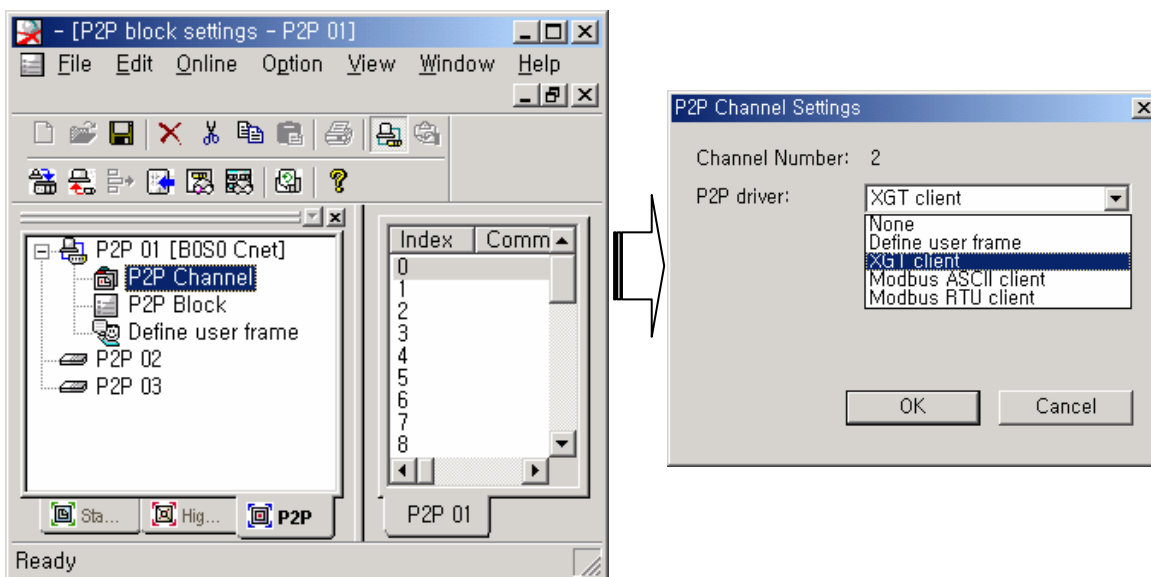 - [P2P block settings - P2P 01]
File Edit Online Option View Window Help
P2P 01 [B0S0 Cnet]
P2P Channel
P2P Block
Define user frame
P2P 02
P2P 03
Sta... Hig... P2P
Index Comm
0
1
2
3
4
5
6
7
8
P2P 01
Ready
P2P Channel Settings
Channel Number: 2
P2P driver: XGT client
None
Define user frame
XGT client
Modbus ASCII client
Modbus RTU client
OK Cancel